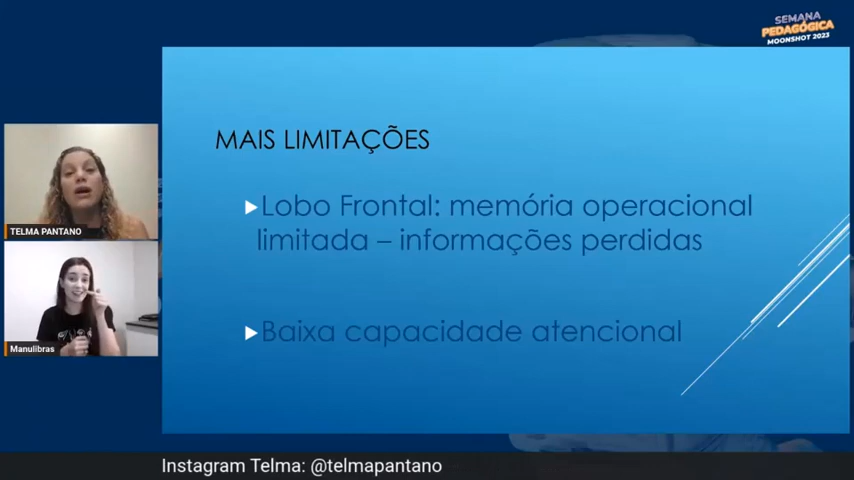 SEMANA
PEDAGÓGICA
MOONSHOT 2023
MAIS LIMITAÇÕES
Lobo Frontal: memória operacional
limitada – informações perdidas
Baixa capacidade atencional
TELMA PANTANO
Manulibras
Instagram Telma: @telmapantano